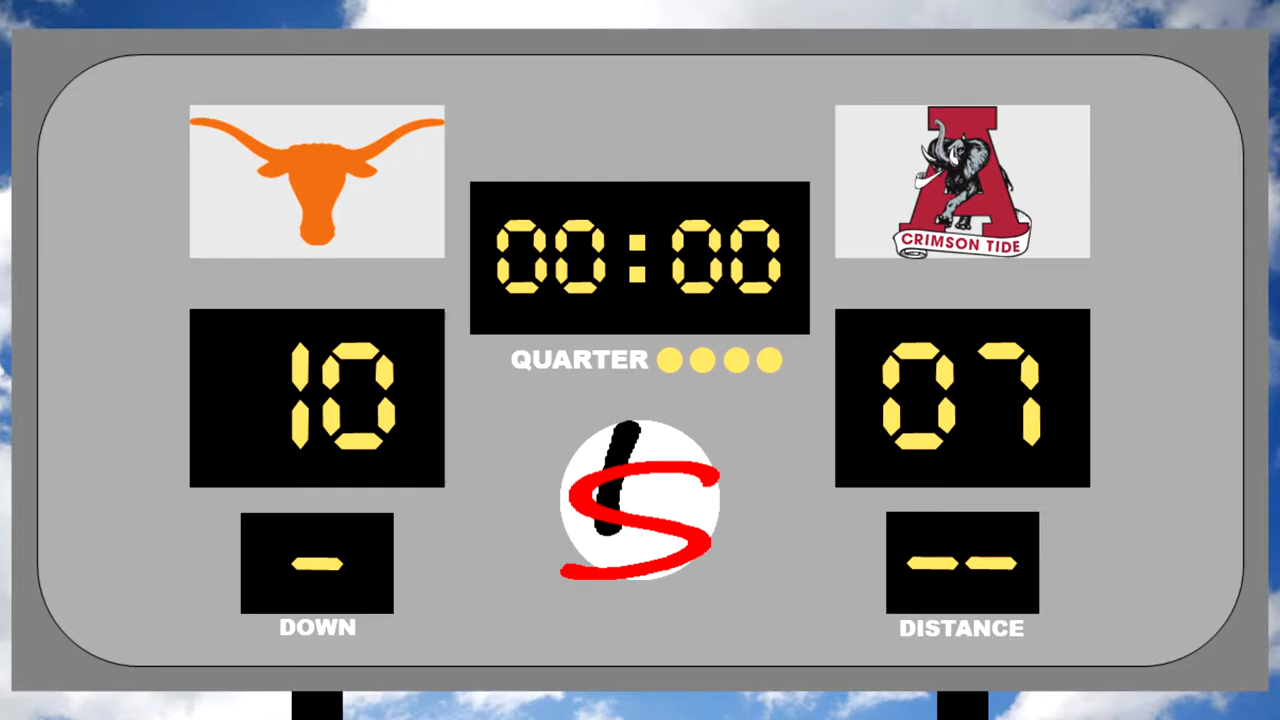 CRIMSON TIDE
00:00
QUARTER
10
07
-
--
DOWN
DISTANCE